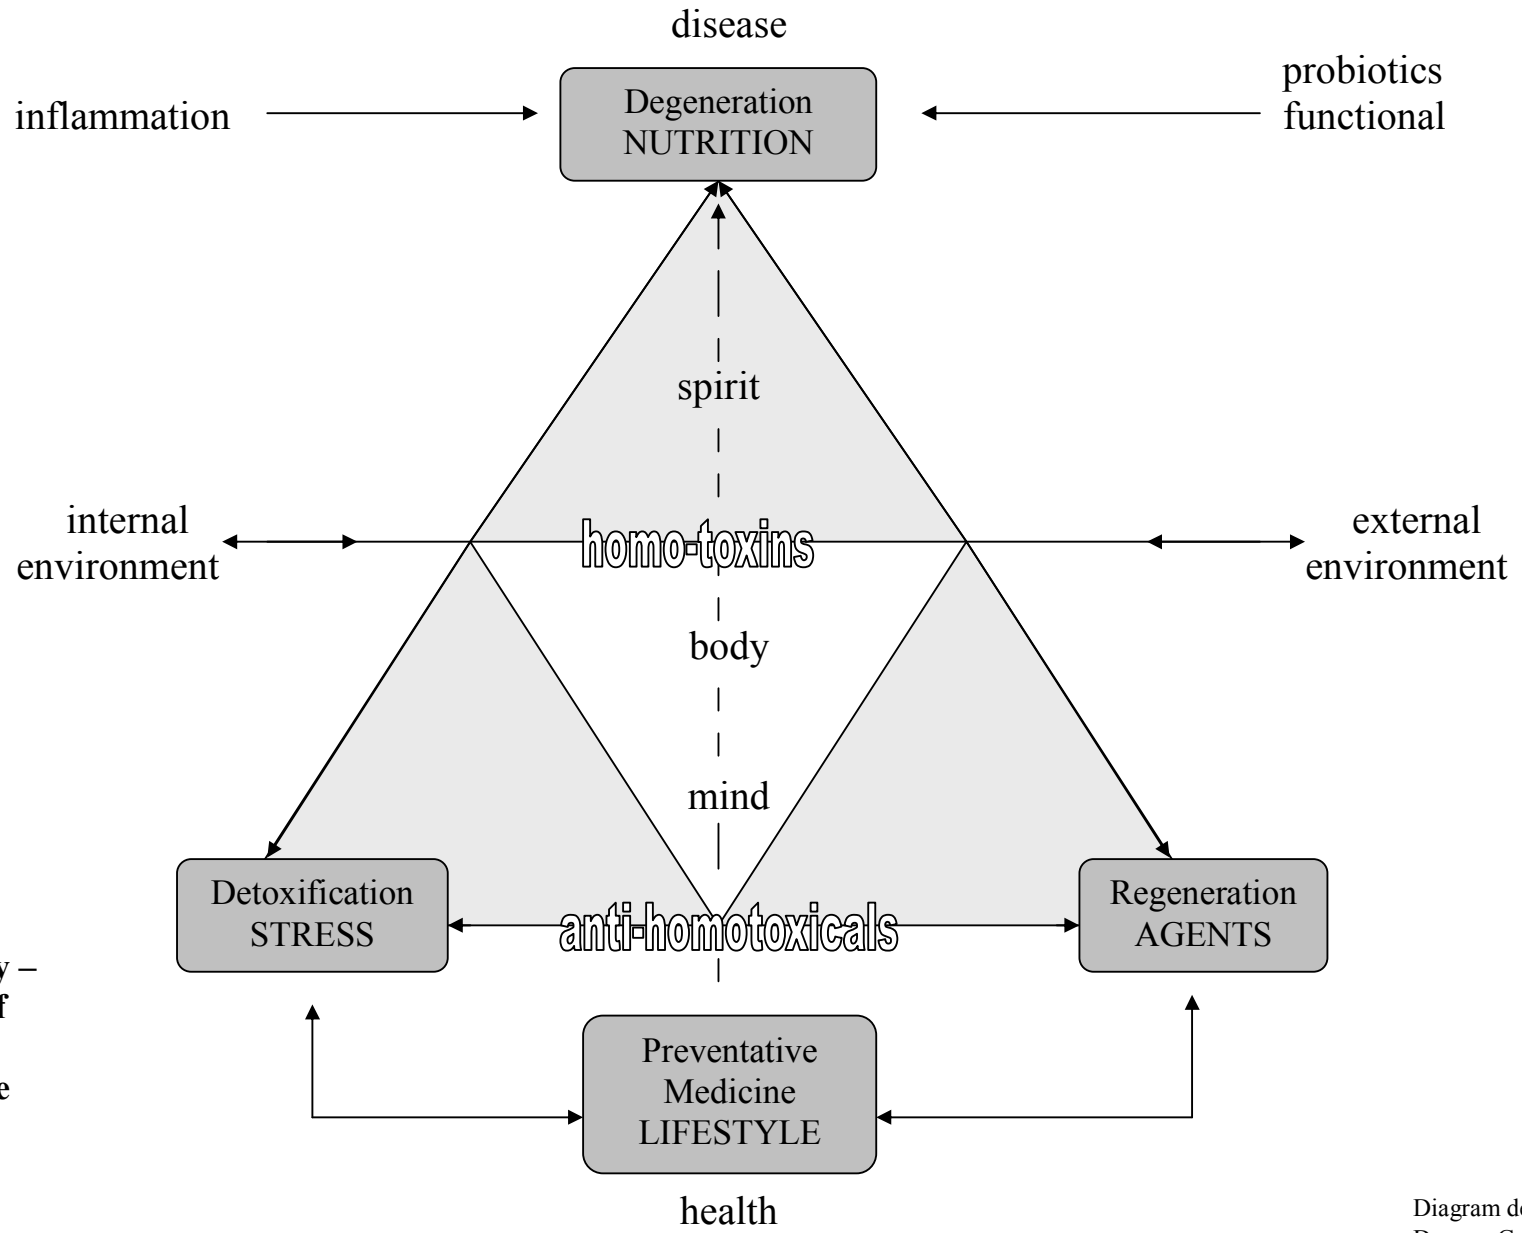 disease
inflammation
Degeneration
NUTRITION
probiotics
functional
spirit
internal
environment
homo-toxins
external
environment
body
mind
Detoxification
STRESS
anti-homotoxicals
Regeneration
AGENTS
Preventative
Medicine
LIFESTYLE
health
Diagram